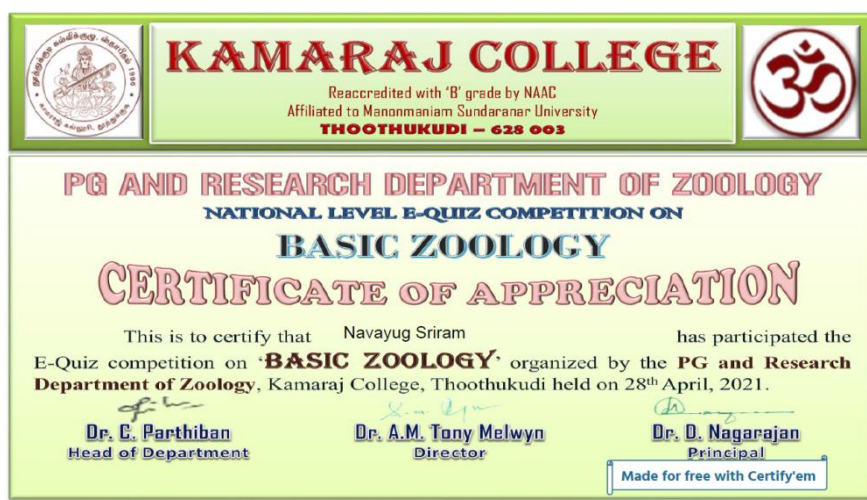 KAMARAJ COLLEGE
Reaccredited with 'B' grade by NAAC
Affiliated to Manonmaniam Sundaranar University
THOOTHUKUDI – 628 003
ॐ
PG AND RESEARCH DEPARTMENT OF ZOOLOGY
NATIONAL LEVEL E-QUIZ COMPETITION ON
BASIC ZOOLOGY
CERTIFICATE OF APPRECIATION
This is to certify that Navayug Sriram has participated the
E-Quiz competition on 'BASIC ZOOLOGY' organized by the PG and Research
Department of Zoology, Kamaraj College, Thoothukudi held on 28th April, 2021.
Dr. C. Parthiban Dr. A.M. Tony Melwyn Dr. D. Nagarajan
Head of Department Director Principal
Made for free with Certify'em